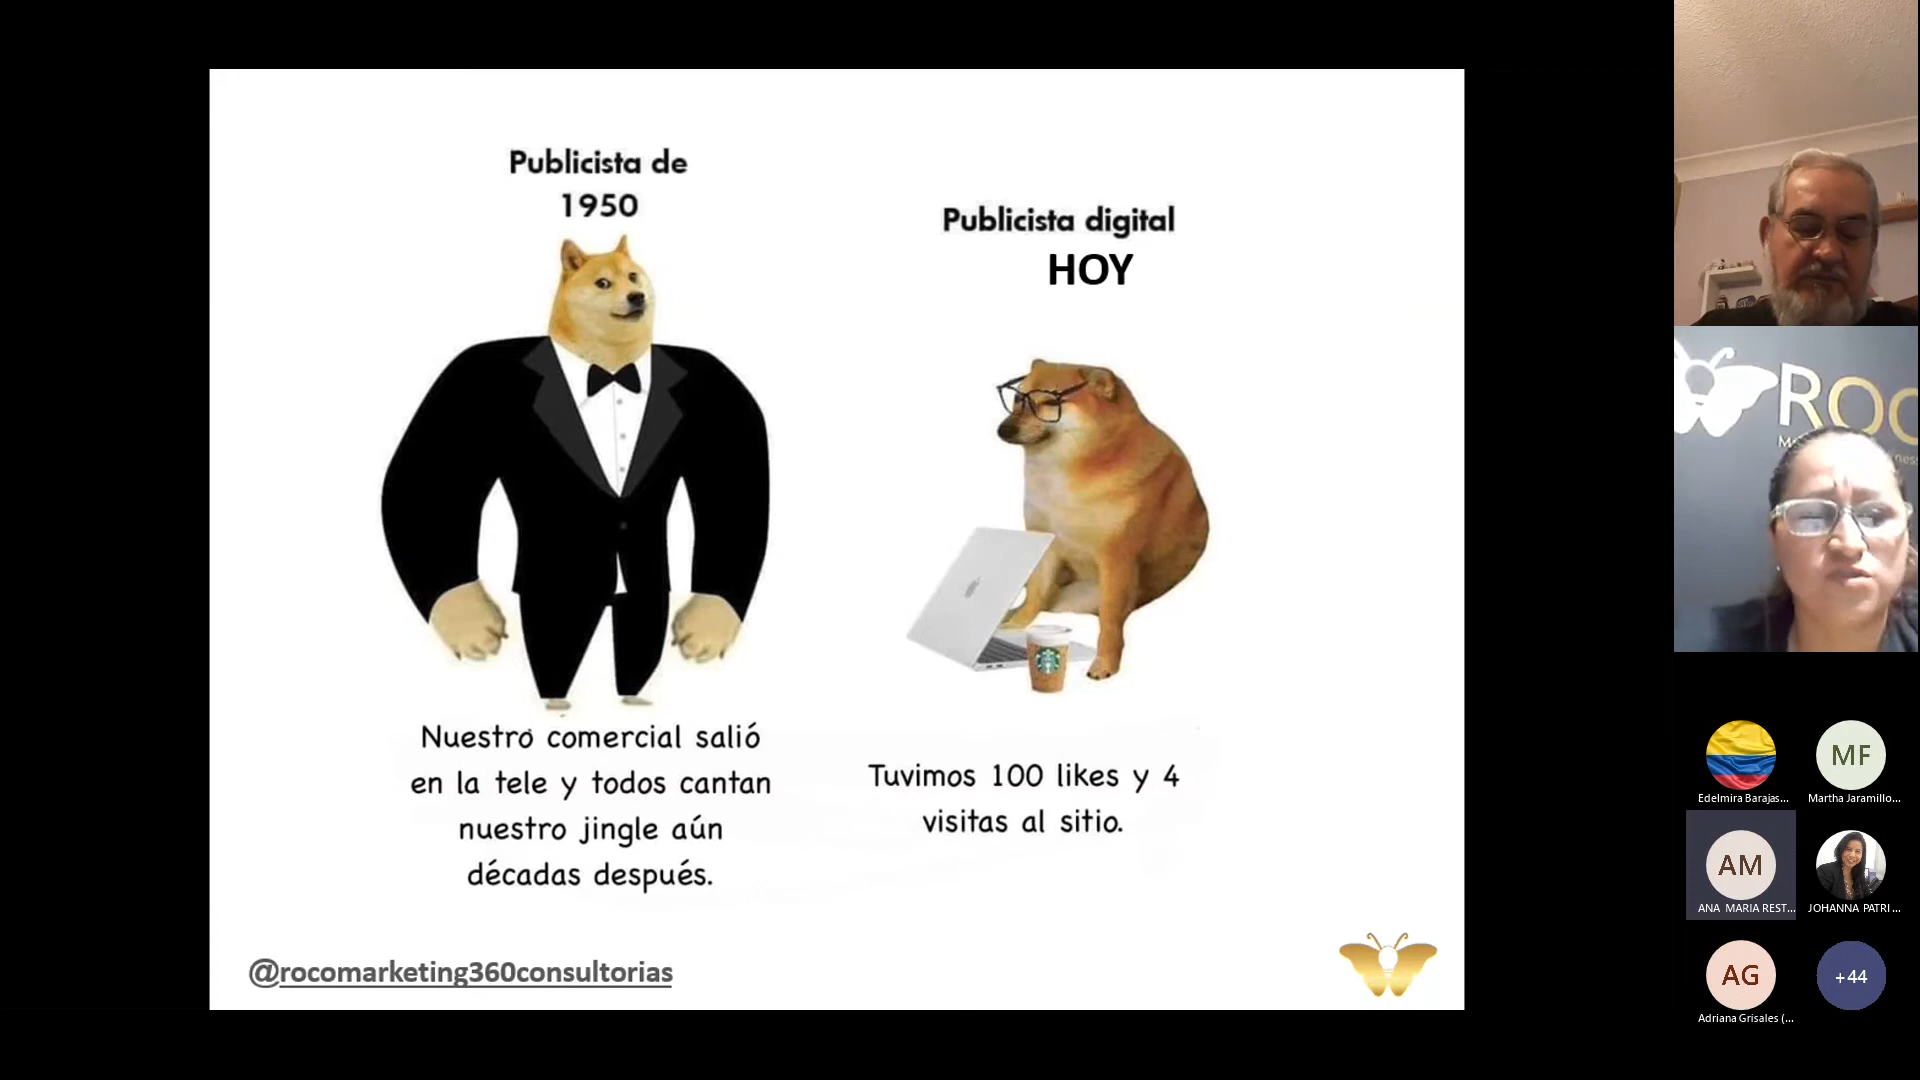 Publicista de
1950
Publicista digital
HOY
Nuestro comercial salió
en la tele y todos cantan
nuestro jingle aún
décadas después.
Tuvimos 100 likes y 4
visitas al sitio.
@rocomarketing360consultorias
ROC
MF
Edelmira Barajas...
Martha Jaramillo...
AM
ANA MARIA REST...
JOHANNA PATRI...
AG
+44
Adriana Grisales (...